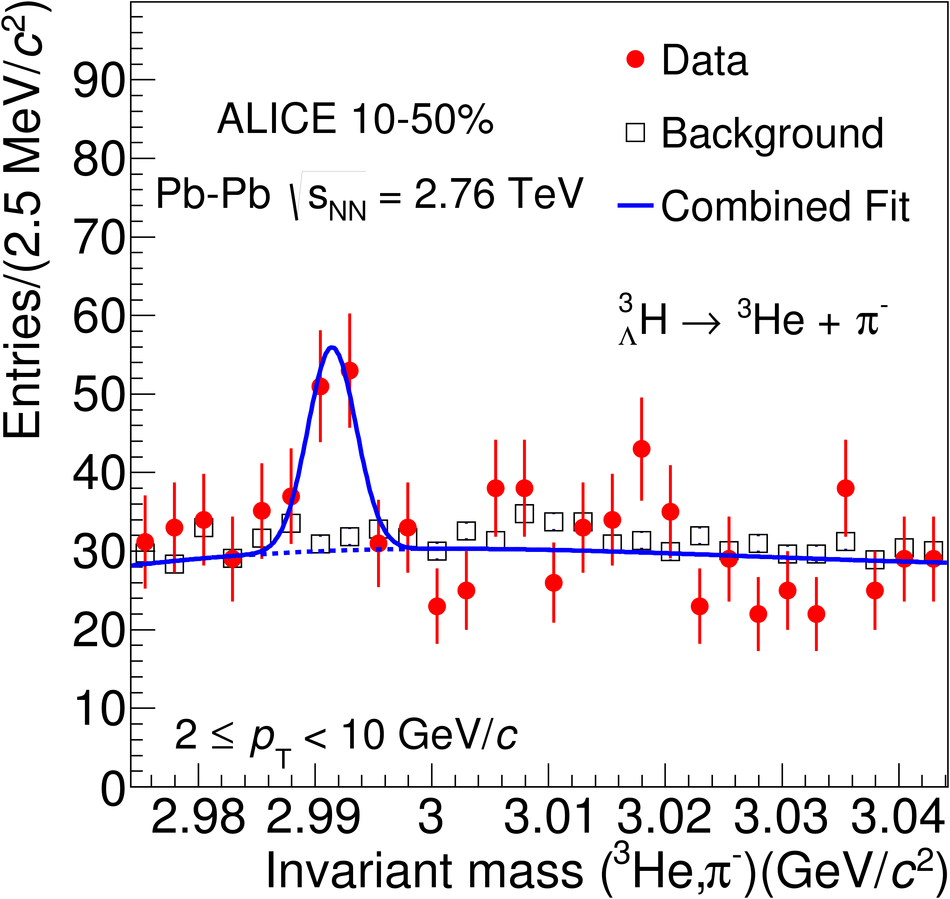 Entries/(2.5 MeV/c²)
90
80
70
60
50
40
30
20
10
0
ALICE 10-50%
Pb-Pb √sNN = 2.76 TeV
Data
Background
Combined Fit
³ΛH → ³He + π⁻
2 ≤ pT < 10 GeV/c
2.98 2.99 3 3.01 3.02 3.03 3.04
Invariant mass (³He,π⁻)(GeV/c²)